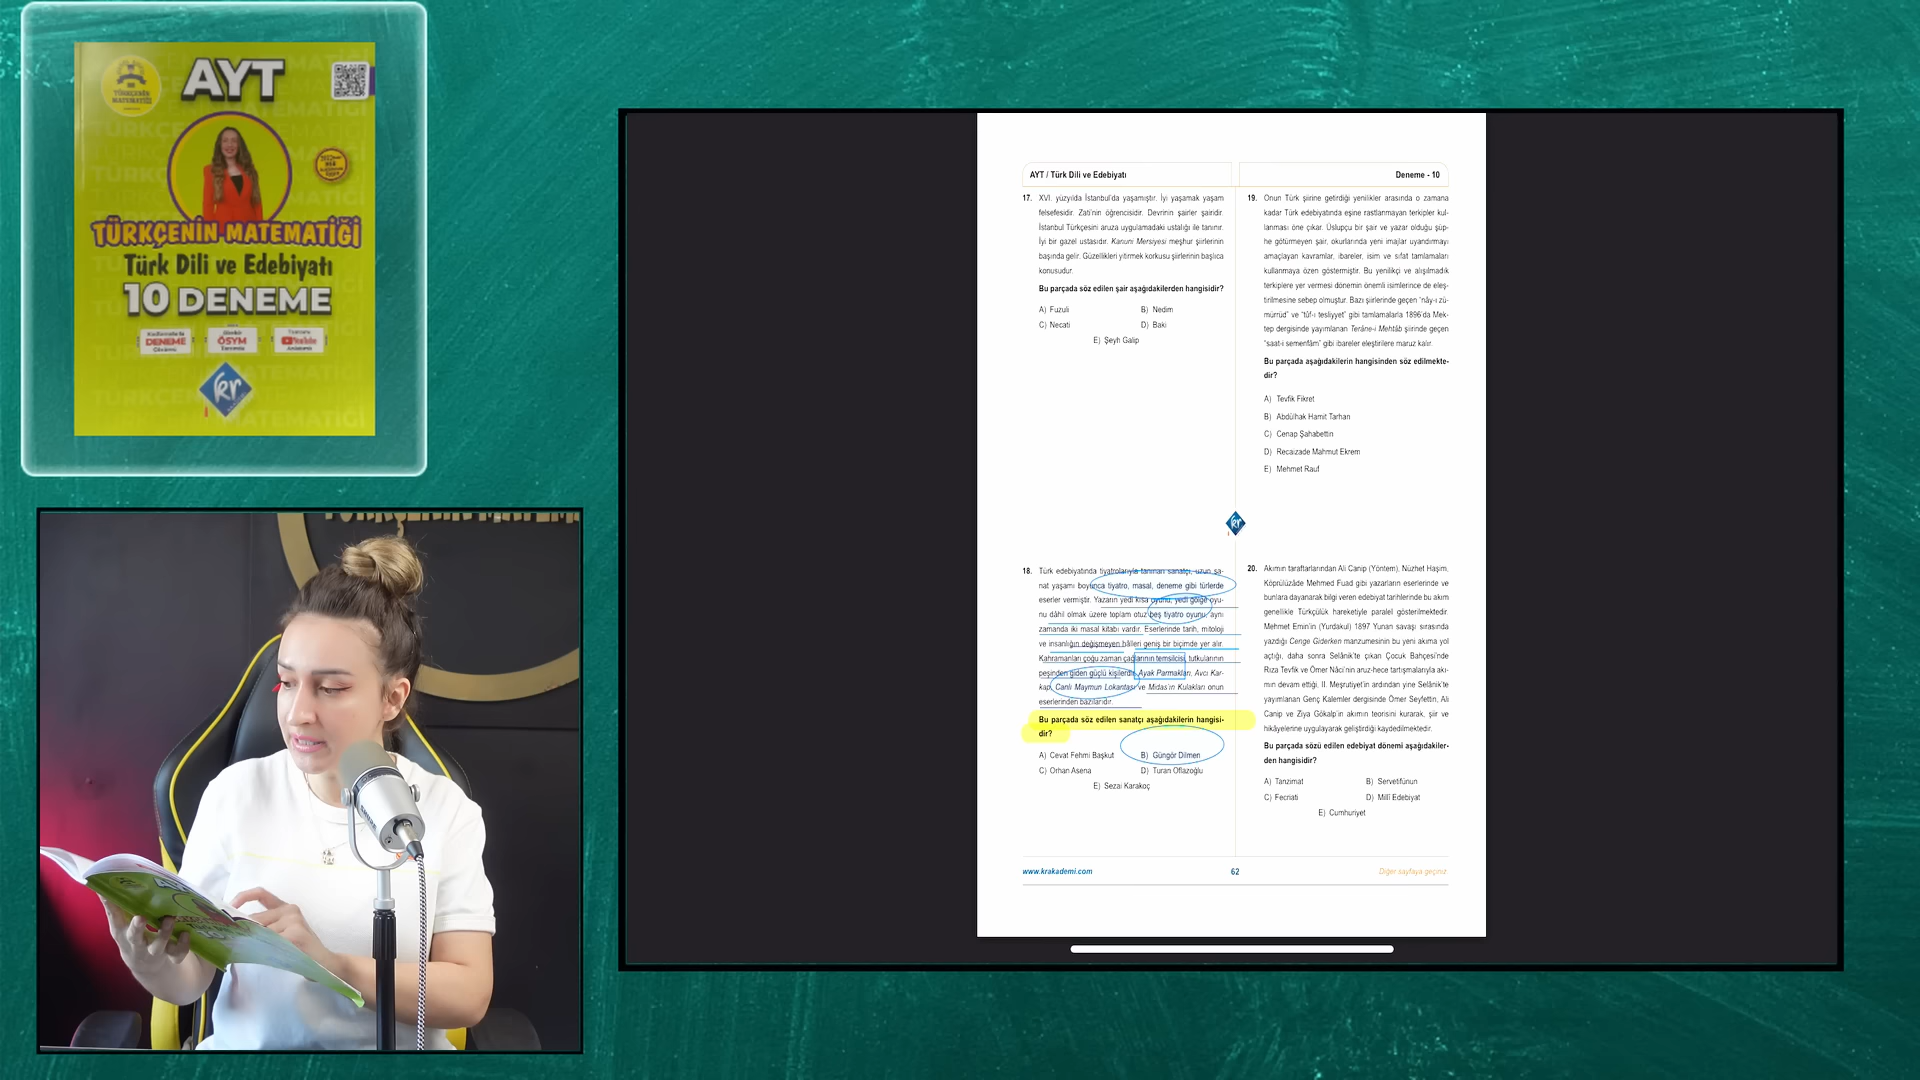 AYT
TÜRKÇENİN MATEMATİĞİ
Türk Dili ve Edebiyatı
10 DENEME
DENEME
ÖSYM
YouTube
kr
AYT / Türk Dili ve Edebiyatı
Deneme - 10
17. XVI. yüzyılda İstanbul'da yaşamıştır. İyi yaşamak yaşam
felsefesidir. Zati'nin öğrencisidir. Devrinin şairler şairidir.
İstanbul Türkçesini aruza uygulamadaki ustalığı ile tanınır.
İyi bir gazel ustasıdır. Kanuni Mersiyesi meşhur şiirlerinin
başında gelir. Güzellikleri yitirmek korkusu şiirlerinin başlıca
konusudur.
Bu parçada söz edilen şair aşağıdakilerden hangisidir?
A) Fuzuli
B) Nedim
C) Necati
D) Baki
E) Şeyh Galip
18. Türk edebiyatında tiyatrolarıyla tanınan sanatçı, uzun sa-
nat yaşamı boyunca tiyatro, masal, deneme gibi türlerde
eserler vermiştir. Yazarın yedi kısa oyunu, yedi gölge oyu-
nu dâhil olmak üzere toplam otuz beş tiyatro oyunu, aynı
zamanda iki masal kitabı vardır. Eserlerinde tarih, mitoloji
ve insanlığın değişmeyen hâlleri geniş bir biçimde yer alır.
Kahramanları çoğu zaman çağlarının temsilcisi, tutkularının
peşinden giden güçlü kişilerdir. Ayak Parmakları, Avcı Kar-
kap, Canlı Maymun Lokantası ve Midas'ın Kulakları onun
eserlerinden bazılarıdır.
Bu parçada söz edilen sanatçı aşağıdakilerin hangisi-
dir?
A) Cevat Fehmi Başkut
B) Güngör Dilmen
C) Orhan Asena
D) Turan Oflazoğlu
E) Sezai Karakoç
19. Onun Türk şiirine getirdiği yenilikler arasında o zamana
kadar Türk edebiyatında eşine rastlanmayan terkipler kul-
lanması öne çıkar. Üslupçu bir şair ve yazar olduğu şüp-
he götürmeyen şair, okurlarında yeni imajlar uyandırmayı
amaçlayan kavramlar, ibareler, isim ve sıfat tamlamaları
kullanmaya özen göstermiştir. Bu yenilikçi ve alışılmadık
terkiplere yer vermesi dönemin önemli isimlerince de eleş-
tirilmesine sebep olmuştur. Bazı şiirlerinde geçen "nây-ı zü-
mürrüd" ve "tûf-ı tesliyyet" gibi tamlamalarla 1896'da Mek-
tep dergisinde yayımlanan Terâne-i Mehtâb şiirinde geçen
"saat-i semenfâm" gibi ibareler eleştirilere maruz kalır.
Bu parçada aşağıdakilerin hangisinden söz edilmekte-
dir?
A) Tevfik Fikret
B) Abdülhak Hamit Tarhan
C) Cenap Şahabettin
D) Recaizade Mahmut Ekrem
E) Mehmet Rauf
kr
20. Akımın taraftarlarından Ali Canip (Yöntem), Nüzhet Haşim,
Köprülüzâde Mehmed Fuad gibi yazarların eserlerinde ve
bunlara dayanarak bilgi veren edebiyat tarihlerinde bu akım
genellikle Türkçülük hareketiyle paralel gösterilmektedir.
Mehmet Emin'in (Yurdakul) 1897 Yunan savaşı sırasında
yazdığı Cenge Giderken manzumesinin bu yeni akıma yol
açtığı, daha sonra Selânik'te çıkan Çocuk Bahçesi'nde
Rıza Tevfik ve Ömer Nâci'nin aruz-hece tartışmalarıyla akı-
mın devam ettiği, II. Meşrutiyet'in ardından yine Selânik'te
yayımlanan Genç Kalemler dergisinde Ömer Seyfettin, Ali
Canip ve Ziya Gökalp'in akımın teorisini kurarak, şiir ve
hikâyelerine uygulayarak geliştirdiği kaydedilmektedir.
Bu parçada sözü edilen edebiyat dönemi aşağıdakiler-
den hangisidir?
A) Tanzimat
B) Servetifünun
C) Fecriati
D) Millî Edebiyat
E) Cumhuriyet
www.krakademi.com
62
Diğer sayfaya geçiniz.